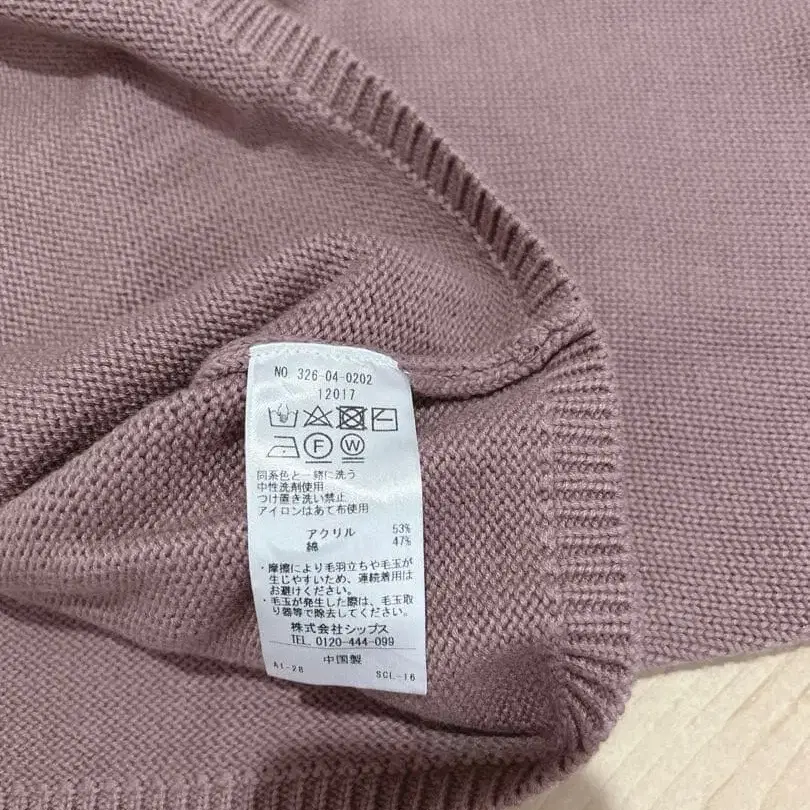 NO. 326-04-0202
12017
F W
同系色と一緒に洗う
中性洗剤使用
つけ置き洗い禁止
アイロンはあて布使用
アクリル 53%
綿 47%
・摩擦により毛羽立ちや毛玉が
生じやすいため、連続着用は
お避けください。
・毛玉が発生した際は、毛玉取
り器等で除去してください。
株式会社シップス
TEL. 0120-444-099
中国製
A1-28 SCL-16